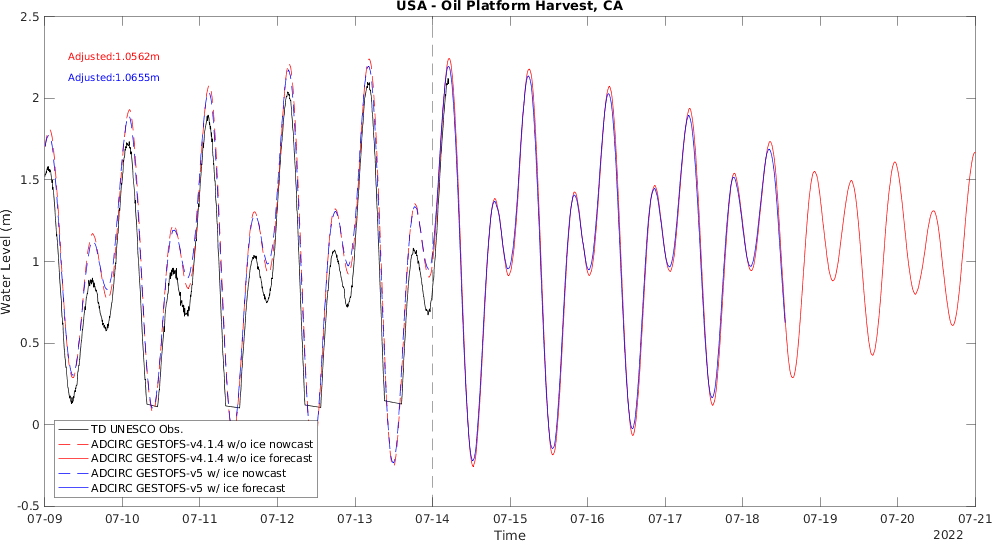 USA - Oil Platform Harvest, CA
2.5
2
1.5
1
0.5
0
-0.5
Water Level (m)
Adjusted:1.0562m
Adjusted:1.0655m
TD UNESCO Obs.
ADCIRC GESTOFS-v4.1.4 w/o ice nowcast
ADCIRC GESTOFS-v4.1.4 w/o ice forecast
ADCIRC GESTOFS-v5 w/ ice nowcast
ADCIRC GESTOFS-v5 w/ ice forecast
07-09 07-10 07-11 07-12 07-13 07-14 07-15 07-16 07-17 07-18 07-19 07-20 07-21
Time
2022